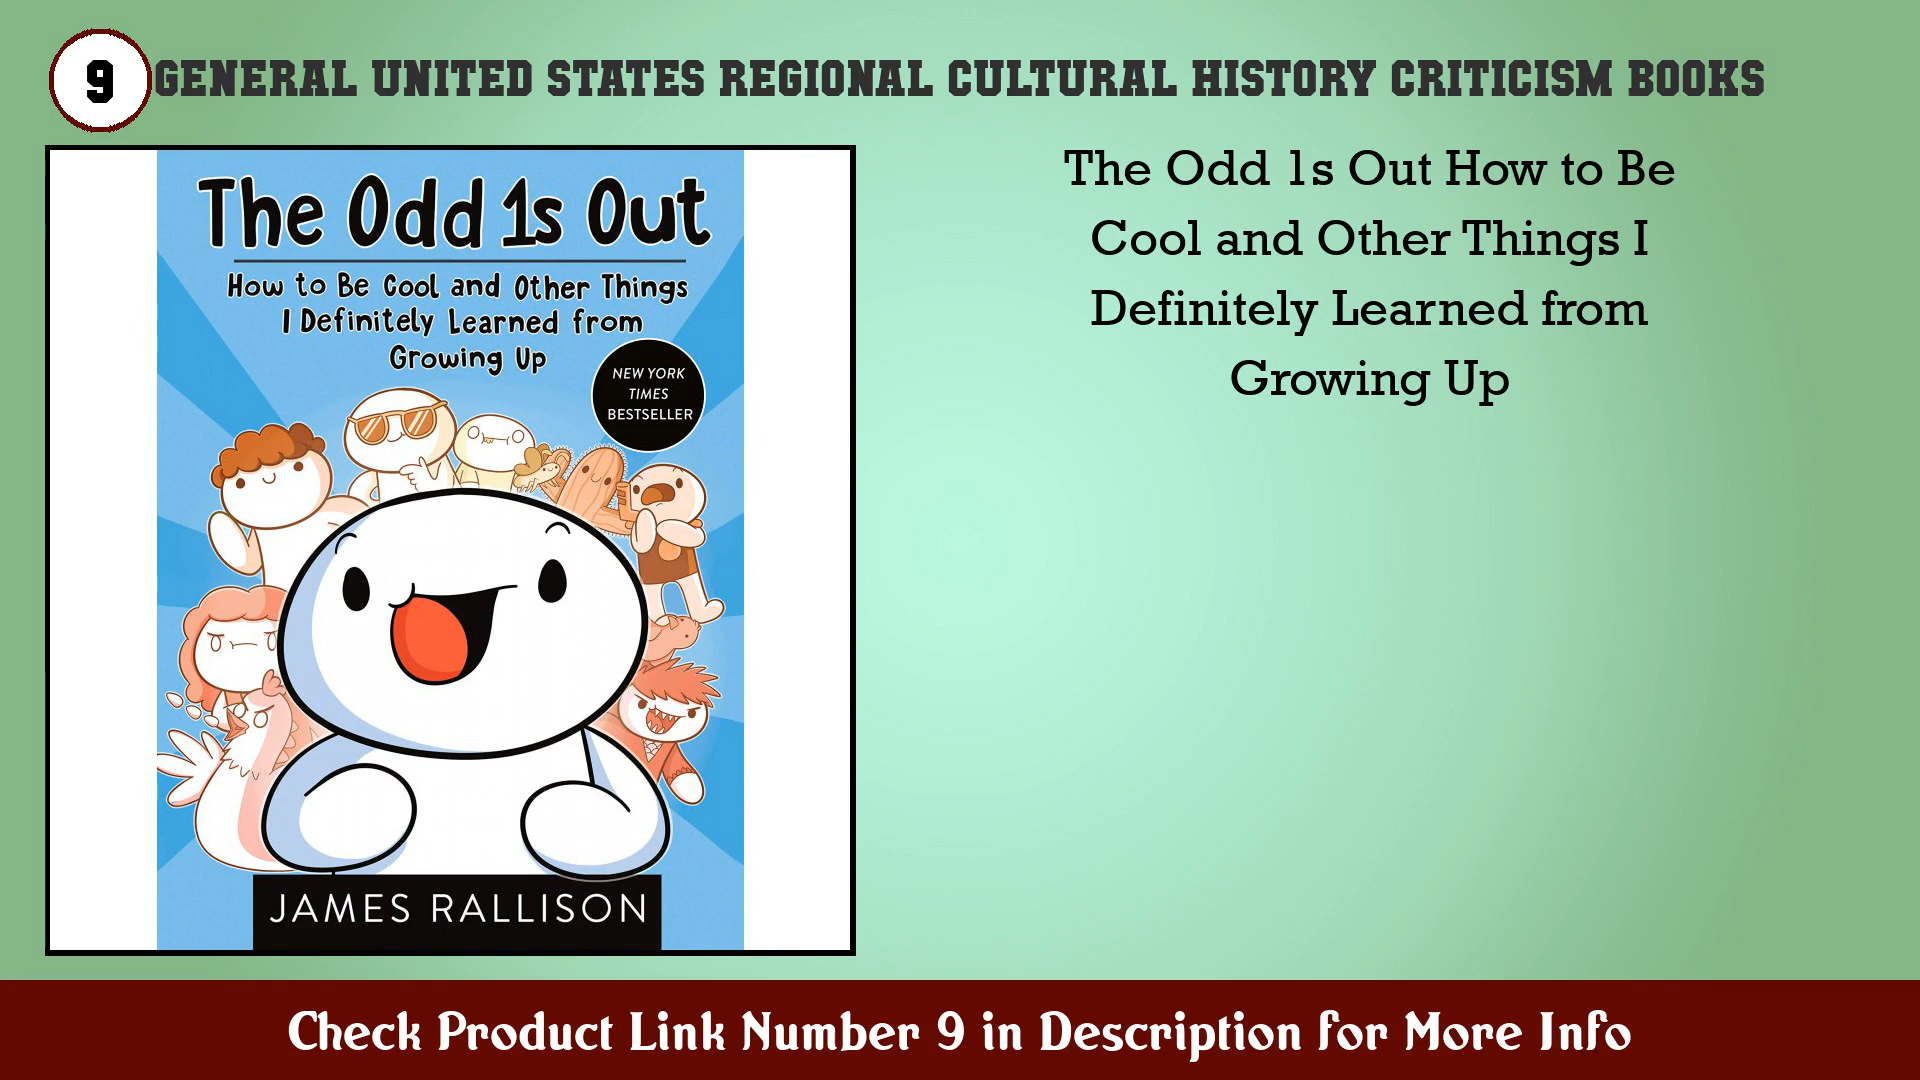 9
GENERAL UNITED STATES REGIONAL CULTURAL HISTORY CRITICISM BOOKS
The Odd 1s Out
How to Be Cool and Other Things
I Definitely Learned from
Growing Up
NEW YORK
TIMES
BESTSELLER
JAMES RALLISON
The Odd 1s Out How to Be
Cool and Other Things I
Definitely Learned from
Growing Up
Check Product Link Number 9 in Description for More Info